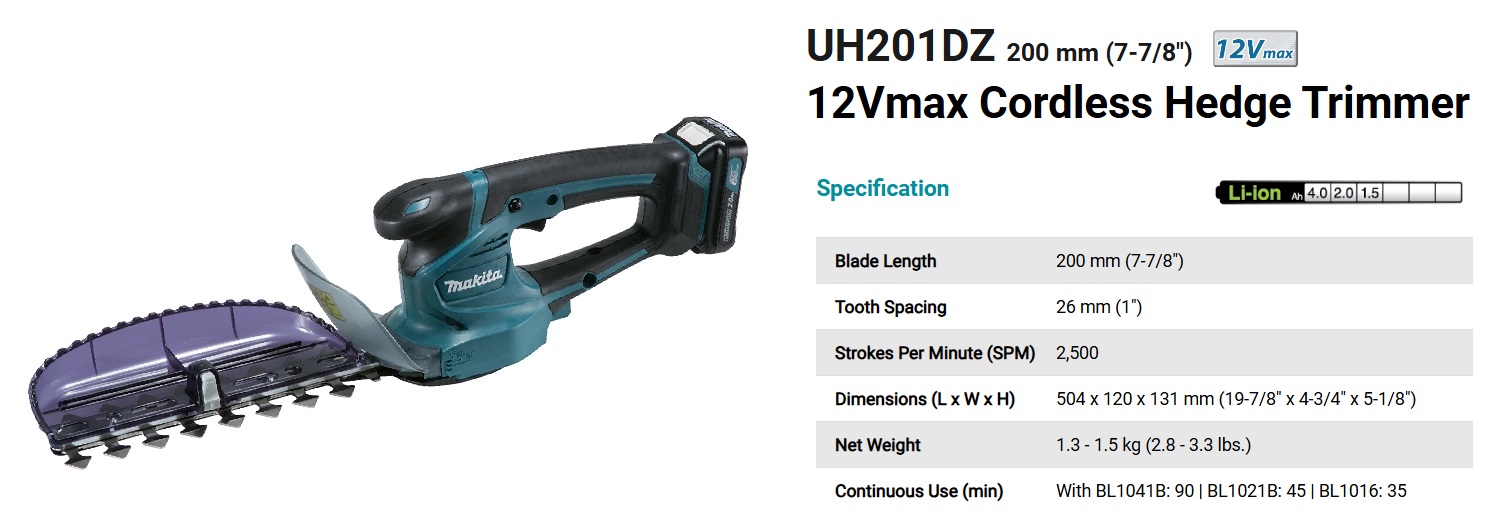 UH201DZ 200 mm (7-7/8") 12Vmax
12Vmax Cordless Hedge Trimmer
Specification
Li-ion Ah 4.0 2.0 1.5
Blade Length 200 mm (7-7/8")
Tooth Spacing 26 mm (1")
Strokes Per Minute (SPM) 2,500
Dimensions (L x W x H) 504 x 120 x 131 mm (19-7/8" x 4-3/4" x 5-1/8")
Net Weight 1.3 - 1.5 kg (2.8 - 3.3 lbs.)
Continuous Use (min) With BL1041B: 90 | BL1021B: 45 | BL1016: 35
makita
makita
2.0